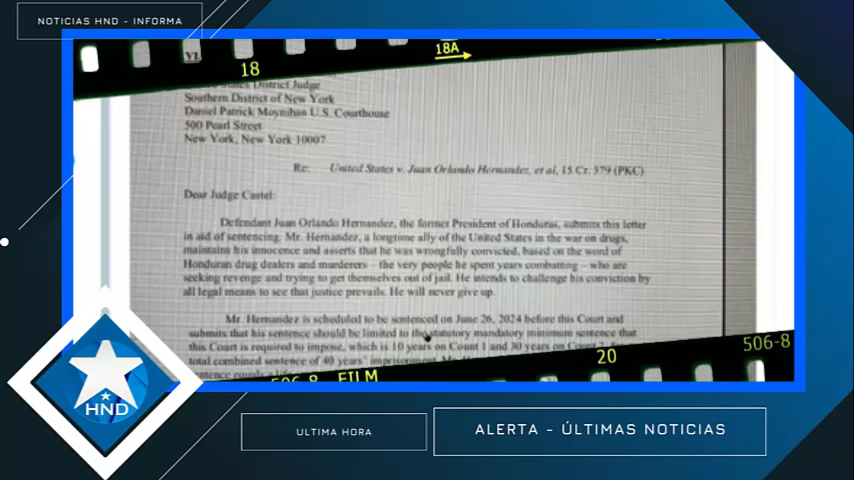 NOTICIAS HND - INFORMA
18
18A
States District Judge
Southern District of New York
Daniel Patrick Moynihan U.S. Courthouse
500 Pearl Street
New York, New York 10007
Re: United States v. Juan Orlando Hernandez, et al, 15 Cr. 379 (PKC)
Dear Judge Castel:
Defendant Juan Orlando Hernandez, the former President of Honduras, submits this letter
in aid of sentencing. Mr. Hernandez, a longtime ally of the United States in the war on drugs,
maintains his innocence and asserts that he was wrongfully convicted, based on the word of
Honduran drug dealers and murderers – the very people he spent years combating – who are
seeking revenge and trying to get themselves out of jail. He intends to challenge his conviction by
all legal means to see that justice prevails. He will never give up.
Mr. Hernandez is scheduled to be sentenced on June 26, 2024 before this Court and
submits that his sentence should be limited to the statutory mandatory minimum sentence that
this Court is required to impose, which is 10 years on Count 1 and 30 years on Count
total combined sentence of 40 years' imprisonment.
sentence equals a
506-8 FILM
20
506-8
HND
ULTIMA HORA
ALERTA - ÚLTIMAS NOTICIAS